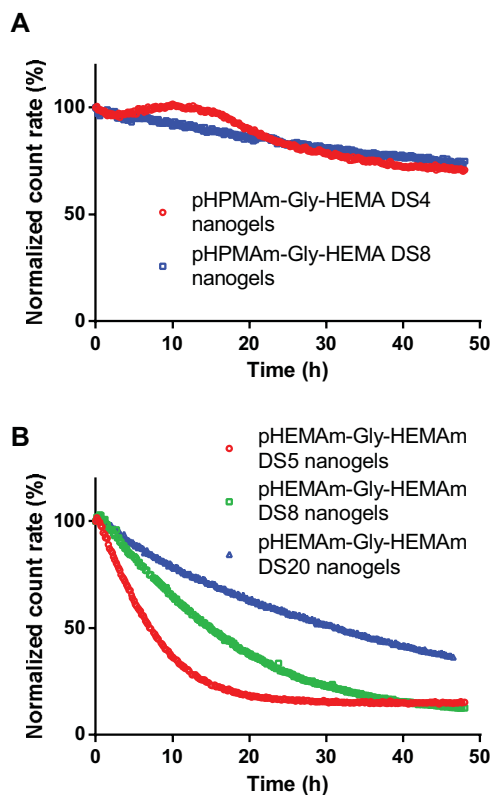 A
Normalized count rate (%)
100
50
0
pHPMAm-Gly-HEMA DS4
nanogels
pHPMAm-Gly-HEMA DS8
nanogels
0 10 20 30 40 50
Time (h)
B
Normalized count rate (%)
pHEMAm-Gly-HEMAm
DS5 nanogels
pHEMAm-Gly-HEMAm
DS8 nanogels
pHEMAm-Gly-HEMAm
DS20 nanogels
100
50
0
0 10 20 30 40 50
Time (h)